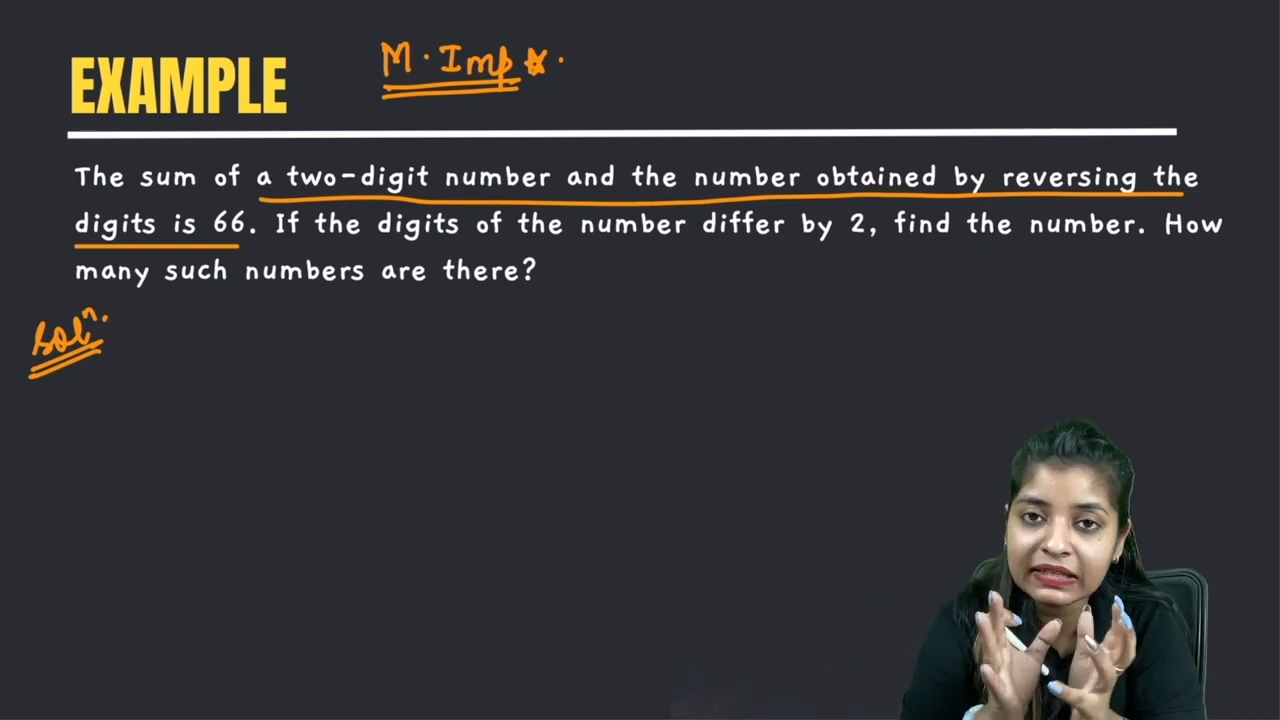 EXAMPLE M. Imp
The sum of a two-digit number and the number obtained by reversing the
digits is 66. If the digits of the number differ by 2, find the number. How
many such numbers are there?
Solⁿ.